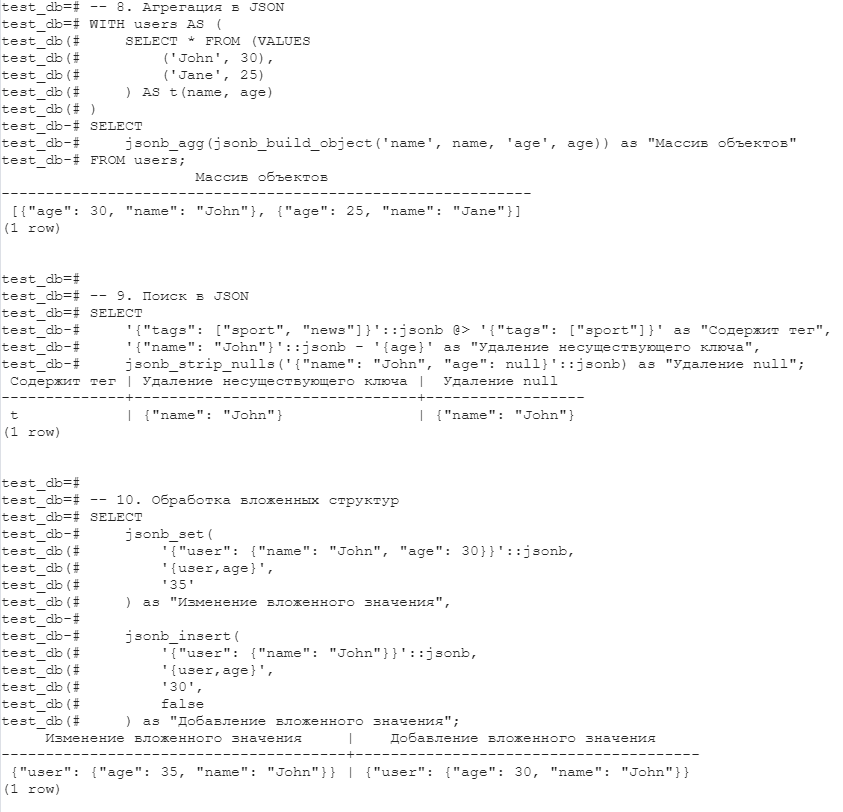 test_db=# -- 8. Агрегация в JSON
test_db=# WITH users AS (
test_db(#     SELECT * FROM (VALUES
test_db(#         ('John', 30),
test_db(#         ('Jane', 25)
test_db(#     ) AS t(name, age)
test_db(# )
test_db-# SELECT
test_db-#     jsonb_agg(jsonb_build_object('name', name, 'age', age)) as "Массив объектов"
test_db-# FROM users;
                      Массив объектов
------------------------------------------------------------
 [{"age": 30, "name": "John"}, {"age": 25, "name": "Jane"}]
(1 row)


test_db=#
test_db=# -- 9. Поиск в JSON
test_db=# SELECT
test_db-#     '{"tags": ["sport", "news"]}'::jsonb @> '{"tags": ["sport"]}' as "Содержит тег",
test_db-#     '{"name": "John"}'::jsonb - '{age}' as "Удаление несуществующего ключа",
test_db-#     jsonb_strip_nulls('{"name": "John", "age": null}'::jsonb) as "Удаление null";
 Содержит тег | Удаление несуществующего ключа |  Удаление null
--------------+--------------------------------+------------------
 t            | {"name": "John"}               | {"name": "John"}
(1 row)


test_db=#
test_db=# -- 10. Обработка вложенных структур
test_db=# SELECT
test_db-#     jsonb_set(
test_db(#         '{"user": {"name": "John", "age": 30}}'::jsonb,
test_db(#         '{user,age}',
test_db(#         '35'
test_db(#     ) as "Изменение вложенного значения",
test_db-#
test_db-#     jsonb_insert(
test_db(#         '{"user": {"name": "John"}}'::jsonb,
test_db(#         '{user,age}',
test_db(#         '30',
test_db(#         false
test_db(#     ) as "Добавление вложенного значения";
     Изменение вложенного значения     |    Добавление вложенного значения
---------------------------------------+---------------------------------------
 {"user": {"age": 35, "name": "John"}} | {"user": {"age": 30, "name": "John"}}
(1 row)